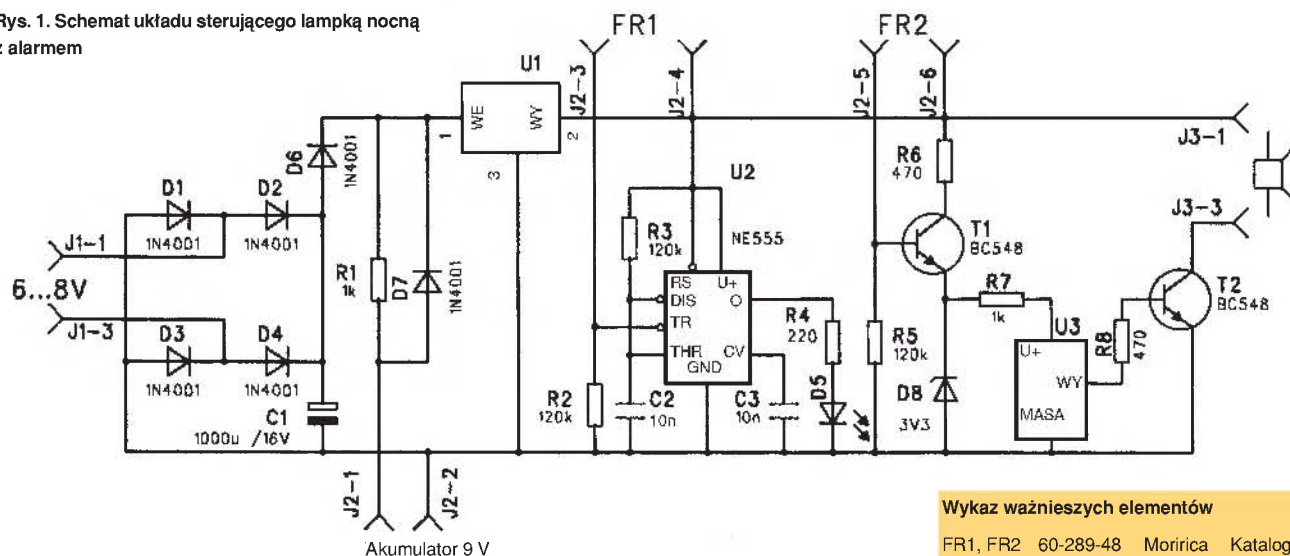 Rys. 1. Schemat układu sterującego lampką nocną
z alarmem
FR1
FR2
J2-3
J2-4
J2-5
J2-6
U1
WE
WY
1
2
3
J3-1
J3-3
D6
1N4001
D1
1N4001
D2
1N4001
J1-1
6...8V
J1-3
D3
1N4001
D4
1N4001
C1
1000u /16V
R1
1k
D7
1N4001
J2-1
J2-2
Akumulator 9 V
U2
NE555
R3
120k
RS
U+
DIS
O
TR
THR
CV
GND
R2
120k
C2
10n
C3
10n
R4
220
D5
R6
470
T1
BC548
R5
120k
R7
1k
D8
3V3
U3
U+
WY
MASA
R8
470
T2
BC548
Wykaz ważnieszych elementów
FR1, FR2 60-289-48 Moririca Katalog